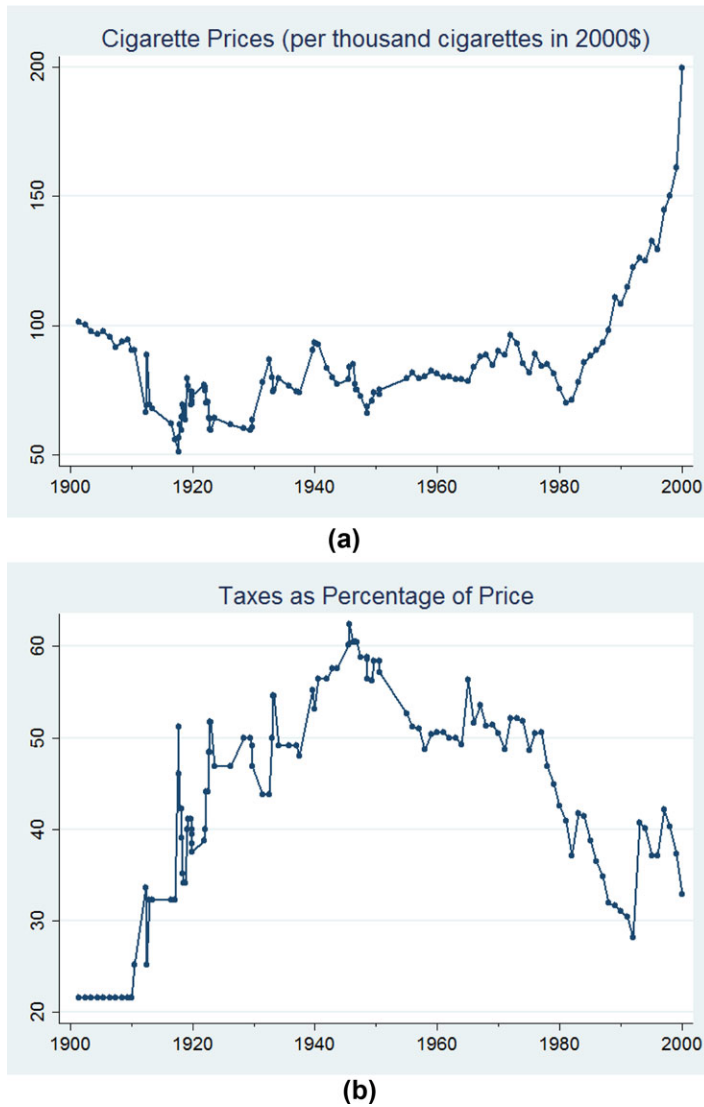 Cigarette Prices (per thousand cigarettes in 2000$)
200
150
100
50
1900 1920 1940 1960 1980 2000
(a)
Taxes as Percentage of Price
60
50
40
30
20
1900 1920 1940 1960 1980 2000
(b)